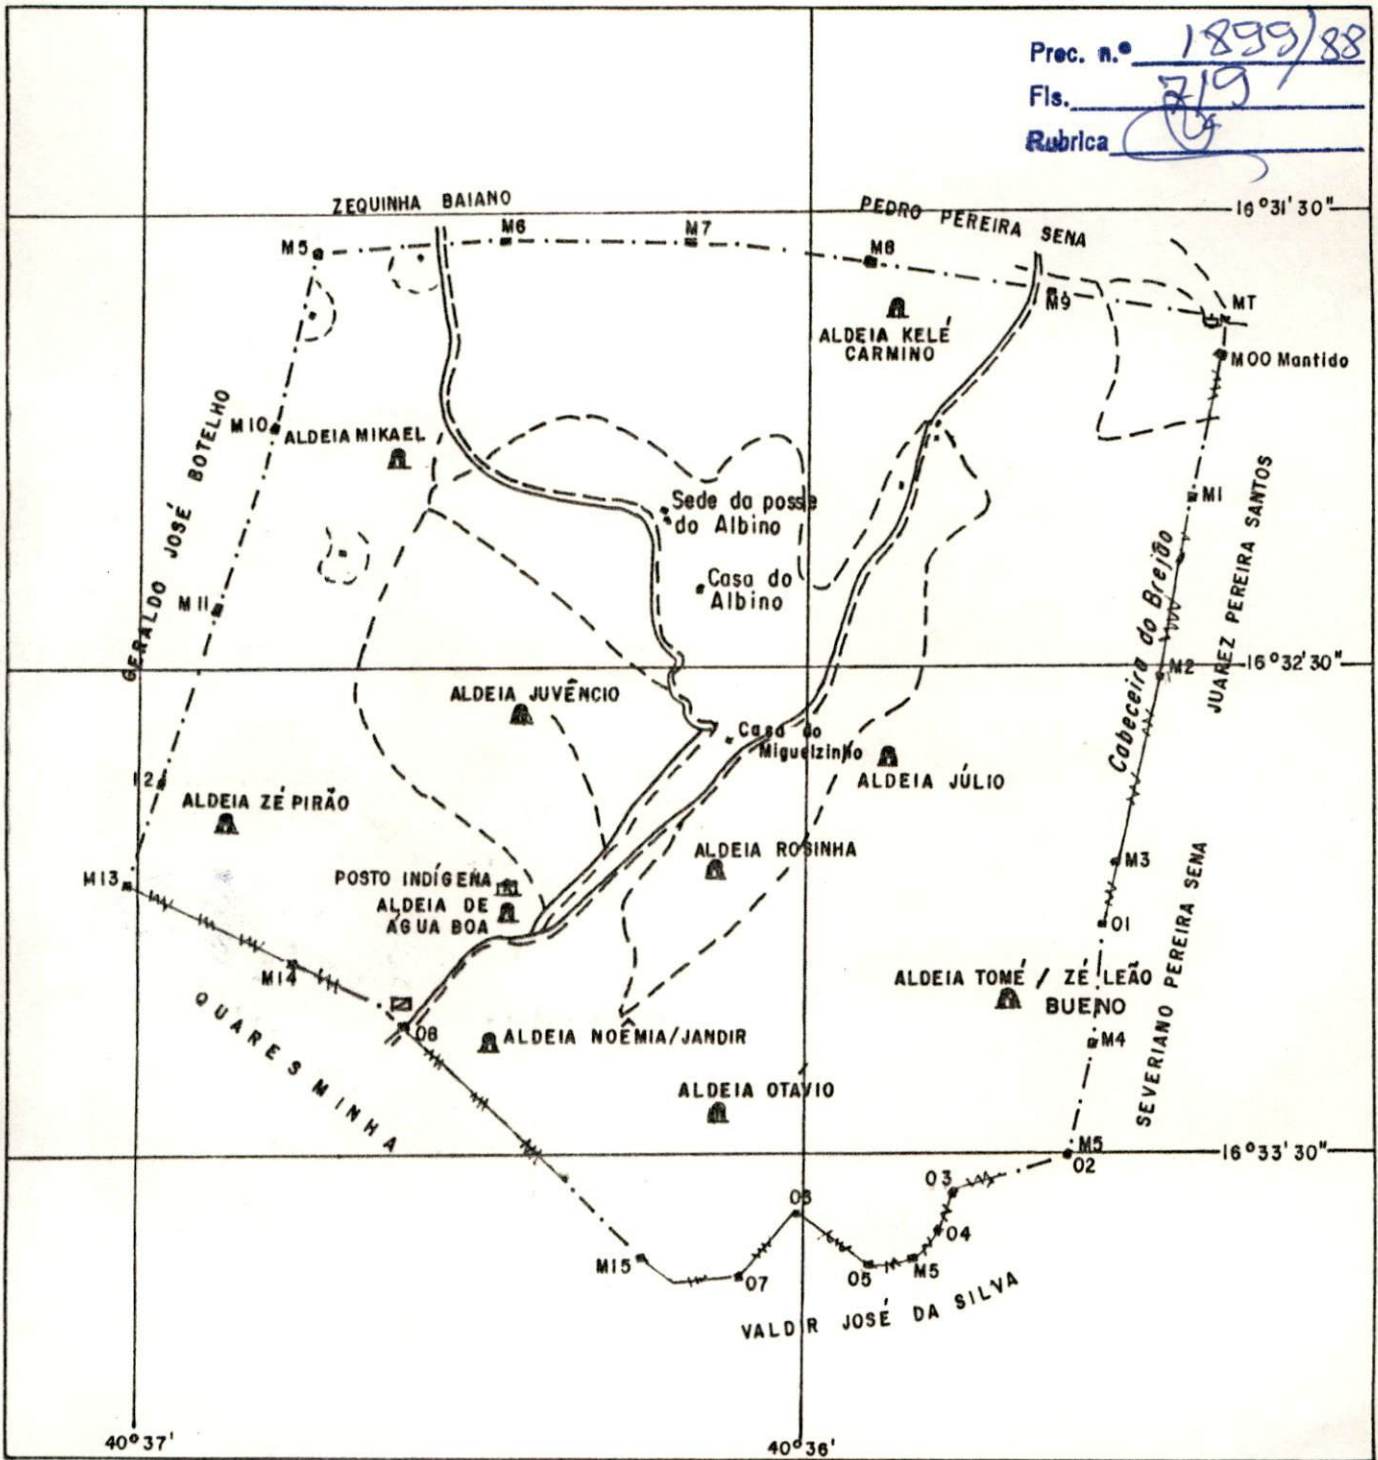 Proc. n.º 1899/88
Fls. 719
Rubrica
ZEQUINHA BAIANO
PEDRO PEREIRA SENA
16°31'30"
M5
M6
M7
M8
M9
MT
M00 Mantido
ALDEIA KELÉ
CARMINO
GERALDO JOSÉ BOTELHO
M10
ALDEIA MIKAEL
Sede da posse
do Albino
M1
Casa do
Albino
M11
Cabeceira do Brejão
JUAREZ PEREIRA SANTOS
16°32'30"
M2
ALDEIA JUVÊNCIO
Casa do
Miguelzinho
ALDEIA JÚLIO
12
ALDEIA ZÉ PIRÃO
ALDEIA ROSINHA
M3
M13
POSTO INDÍGENA
ALDEIA DE
ÁGUA BOA
01
M14
ALDEIA TOMÉ / ZÉ LEÃO
BUENO
SEVERIANO PEREIRA SENA
QUARESMINHA
08
ALDEIA NOÊMIA/JANDIR
M4
ALDEIA OTÁVIO
M5
02
16°33'30"
03
06
04
M15
07
05
M5
VALDIR JOSÉ DA SILVA
40°37'
40°36'